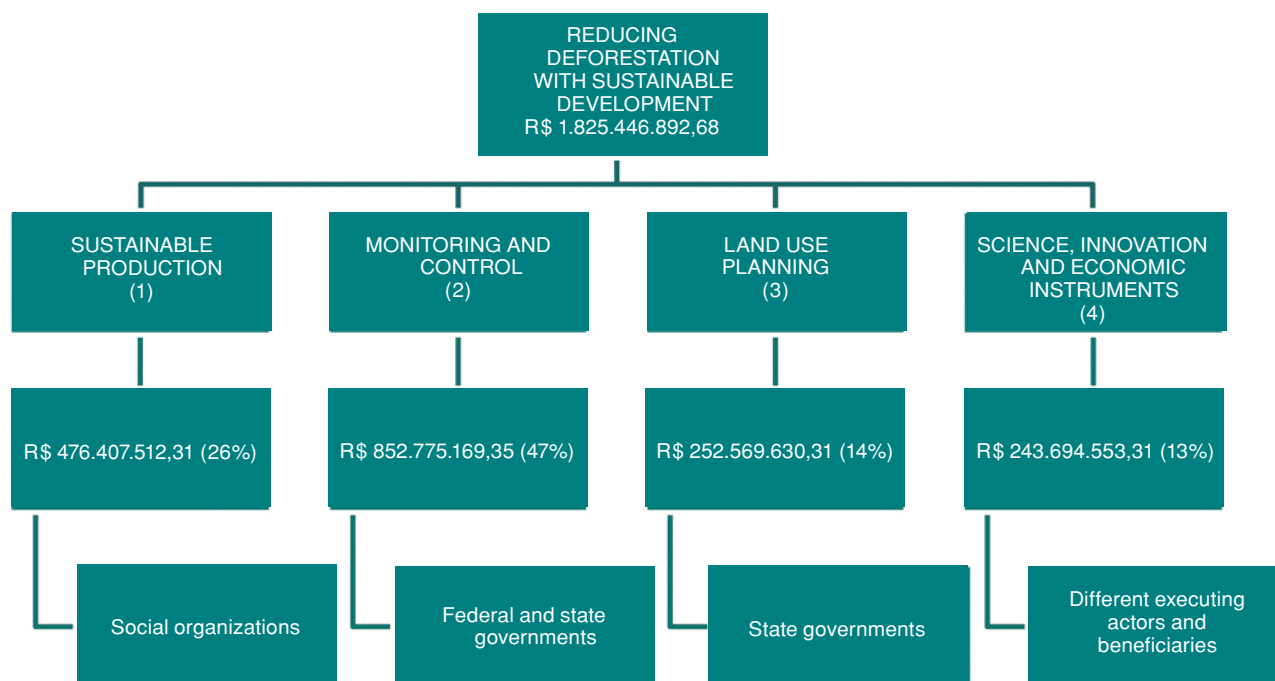 REDUCING
DEFORESTATION
WITH SUSTAINABLE
DEVELOPMENT
R$ 1.825.446.892,68
SUSTAINABLE
PRODUCTION
(1)
MONITORING AND
CONTROL
(2)
LAND USE
PLANNING
(3)
SCIENCE, INNOVATION
AND ECONOMIC
INSTRUMENTS
(4)
R$ 476.407.512,31 (26%)
R$ 852.775.169,35 (47%)
R$ 252.569.630,31 (14%)
R$ 243.694.553,31 (13%)
Social organizations
Federal and state
governments
State governments
Different executing
actors and
beneficiaries